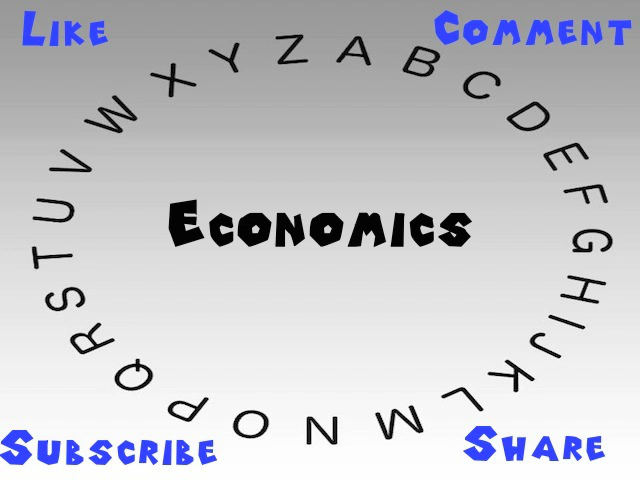 Like
Comment
A B C D E F G H I J K L M N O P Q R S T U V W X Y Z
Economics
Subscribe
Share